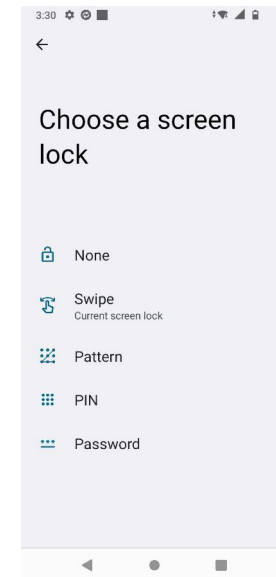 3:30
Choose a screen
lock
None
Swipe
Current screen lock
Pattern
PIN
Password